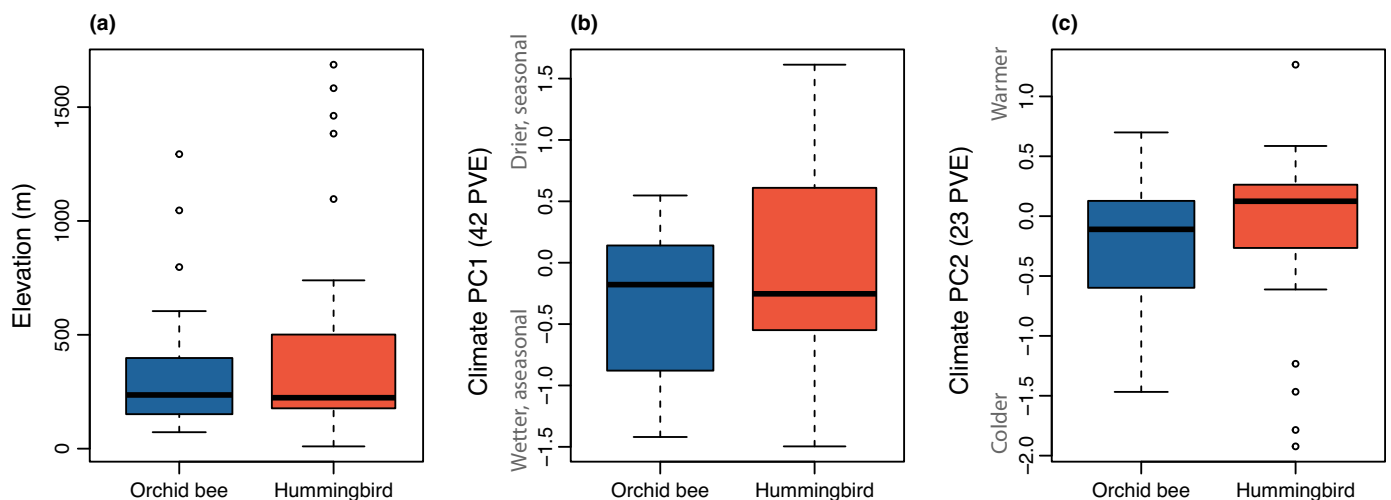 (a)
Elevation (m)
1500
1000
500
0
Orchid bee
Hummingbird
(b)
Climate PC1 (42 PVE)
Drier, seasonal
Wetter, aseasonal
1.5
1.0
0.5
0.0
−0.5
−1.0
−1.5
Orchid bee
Hummingbird
(c)
Climate PC2 (23 PVE)
Warmer
Colder
1.0
0.5
0.0
−0.5
−1.0
−1.5
−2.0
Orchid bee
Hummingbird